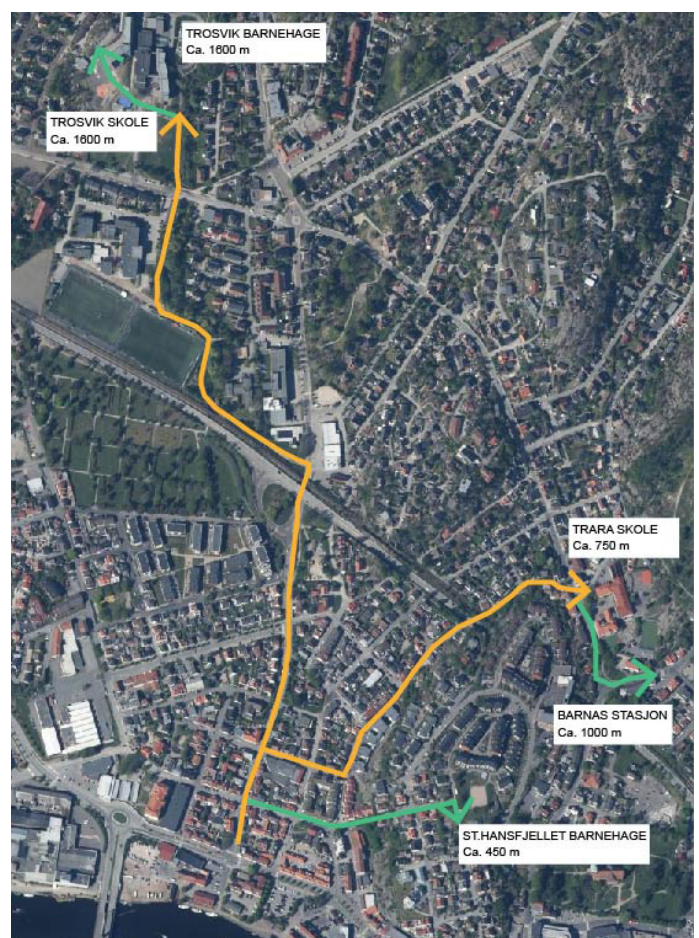 TROSVIK BARNEHAGE
Ca. 1600 m
TROSVIK SKOLE
Ca. 1600 m
TRARA SKOLE
Ca. 750 m
BARNAS STASJON
Ca. 1000 m
ST.HANSFJELLET BARNEHAGE
Ca. 450 m